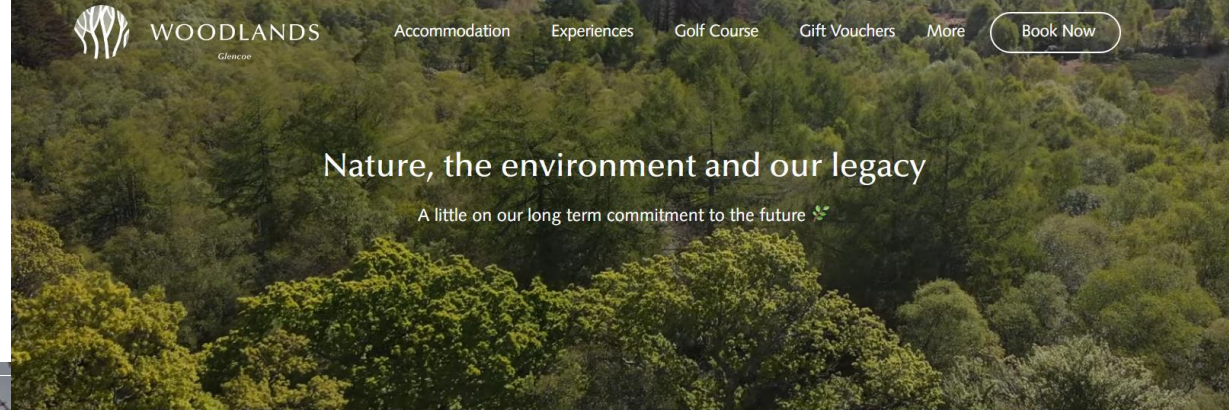 WOODLANDS
Glencoe
Accommodation Experiences Golf Course Gift Vouchers More Book Now
Nature, the environment and our legacy
A little on our long term commitment to the future 🌿